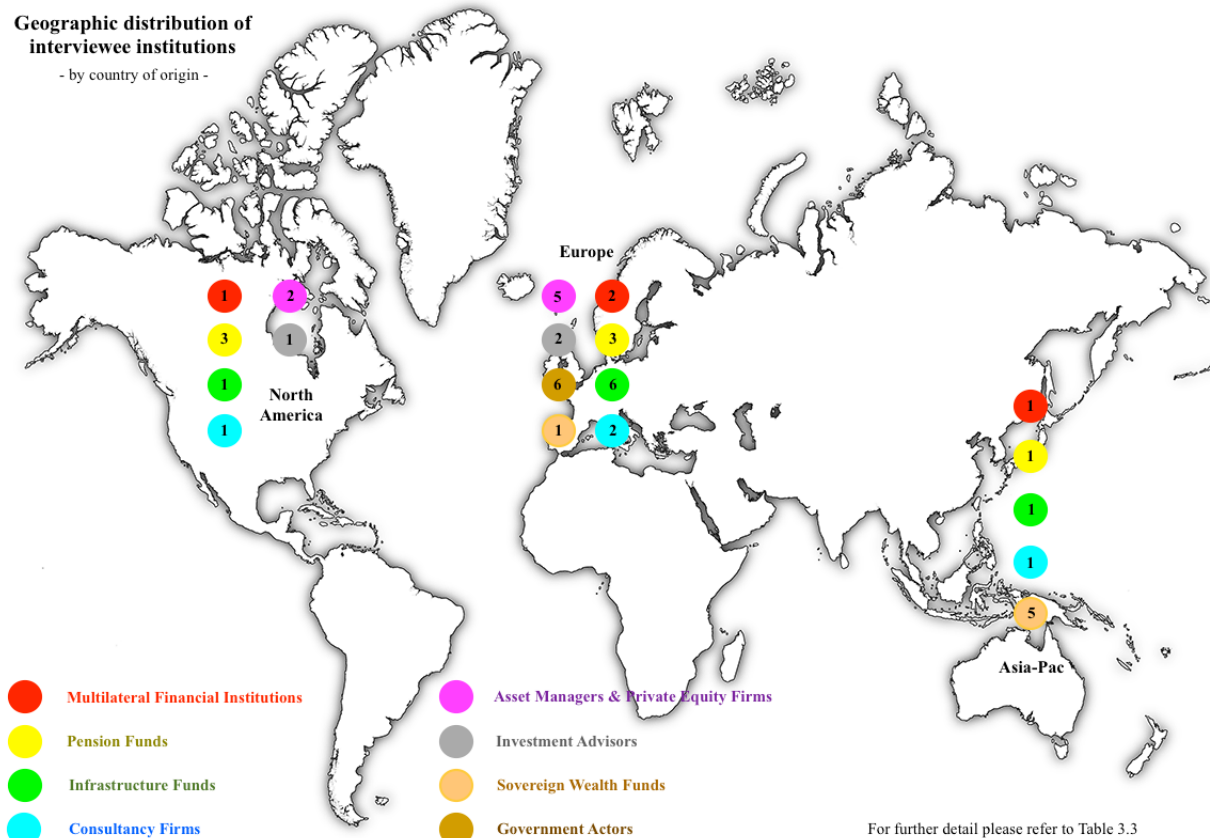 Geographic distribution of
interviewee institutions
- by country of origin -
Europe
1 2 5 2
3 1 2 3
1 6 6
North
America
1 1 2
1
1
1
1
5
Asia-Pac
Multilateral Financial Institutions
Asset Managers & Private Equity Firms
Pension Funds
Investment Advisors
Infrastructure Funds
Sovereign Wealth Funds
Consultancy Firms
Government Actors
For further detail please refer to Table 3.3